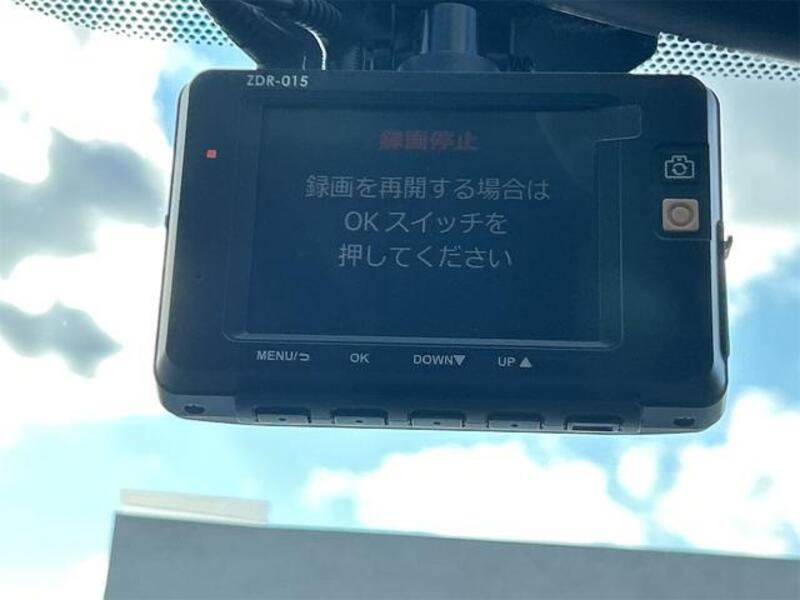 ZDR-015
録画停止
録画を再開する場合は
OKスイッチを
押してください
MENU/⮌ OK DOWN▼ UP▲